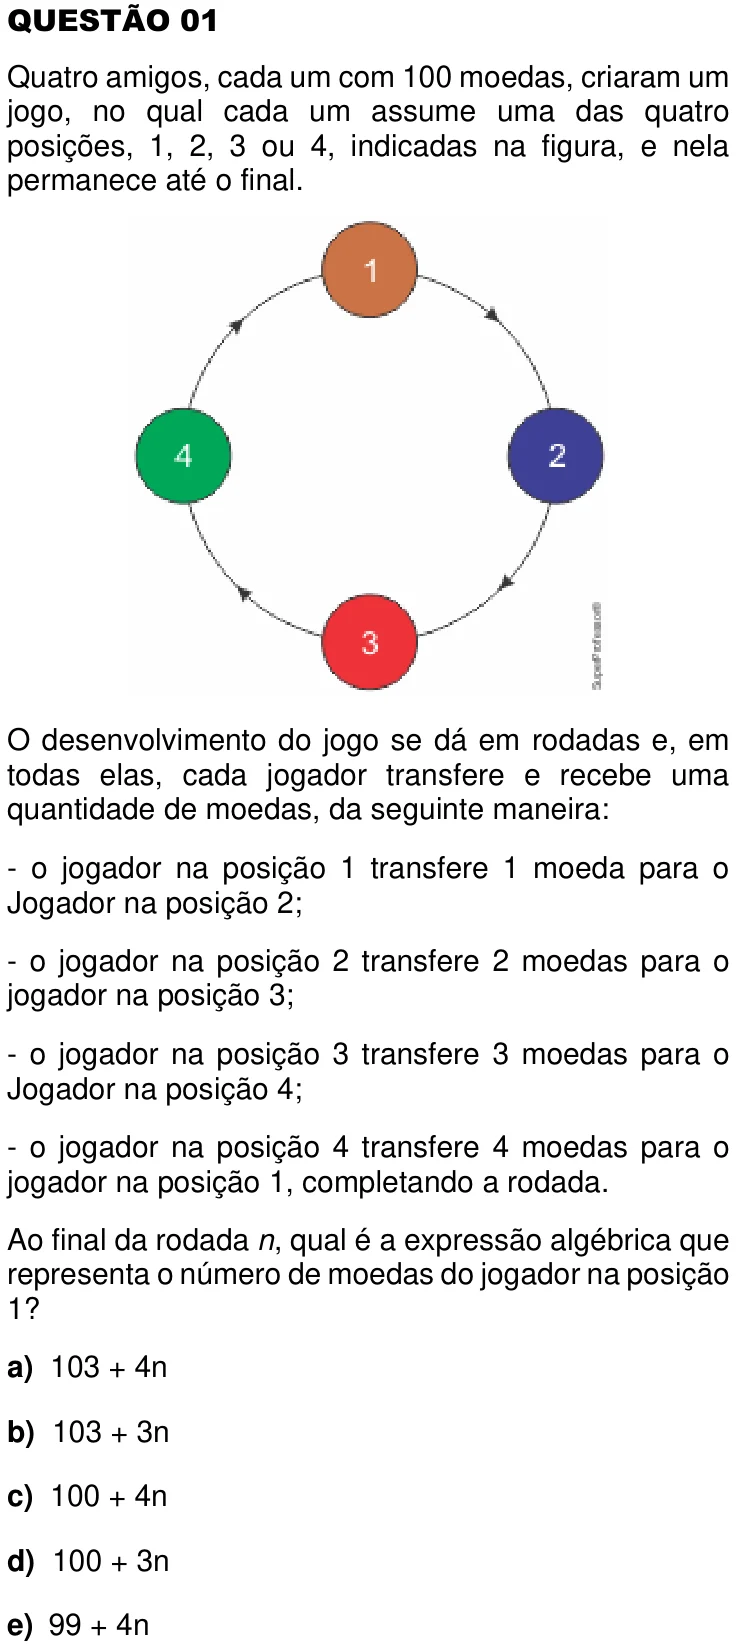 QUESTÃO 01
Quatro amigos, cada um com 100 moedas, criaram um
jogo, no qual cada um assume uma das quatro
posições, 1, 2, 3 ou 4, indicadas na figura, e nela
permanece até o final.
1
4
2
3
SuperProfessor®
O desenvolvimento do jogo se dá em rodadas e, em
todas elas, cada jogador transfere e recebe uma
quantidade de moedas, da seguinte maneira:
- o jogador na posição 1 transfere 1 moeda para o
Jogador na posição 2;
- o jogador na posição 2 transfere 2 moedas para o
jogador na posição 3;
- o jogador na posição 3 transfere 3 moedas para o
Jogador na posição 4;
- o jogador na posição 4 transfere 4 moedas para o
jogador na posição 1, completando a rodada.
Ao final da rodada n, qual é a expressão algébrica que
representa o número de moedas do jogador na posição
1?
a) 103 + 4n
b) 103 + 3n
c) 100 + 4n
d) 100 + 3n
e) 99 + 4n